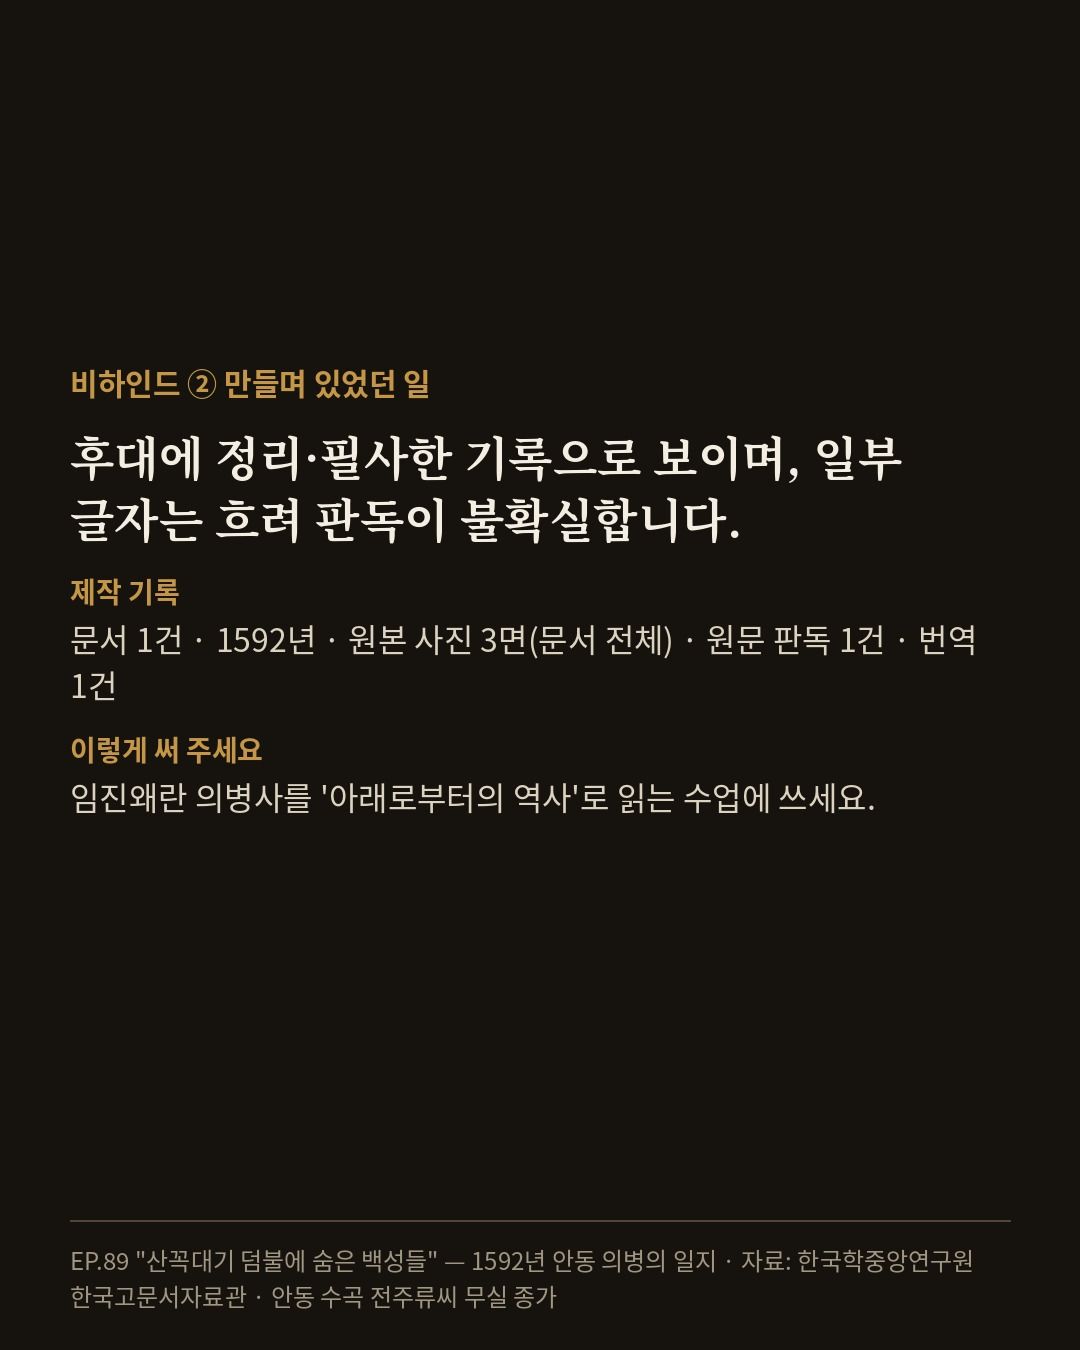 비하인드 ② 만들며 있었던 일
후대에 정리·필사한 기록으로 보이며, 일부
글자는 흐려 판독이 불확실합니다.
제작 기록
문서 1건 · 1592년 · 원본 사진 3면(문서 전체) · 원문 판독 1건 · 번역
1건
이렇게 써 주세요
임진왜란 의병사를 '아래로부터의 역사'로 읽는 수업에 쓰세요.
EP.89 "산꼭대기 덤불에 숨은 백성들" — 1592년 안동 의병의 일지 · 자료: 한국학중앙연구원
한국고문서자료관 · 안동 수곡 전주류씨 무실 종가